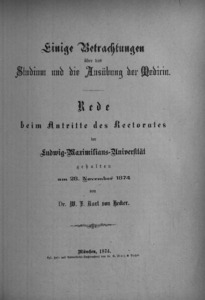 Einige Betrachtungen
über das
Studium und die Ausübung der Medicin.
Rede
beim Antritte des Rectorates
der
Ludwig-Maximilians-Universität
gehalten
am 28. November 1874
von
Dr. Karl von Hecker.
München, 1874.